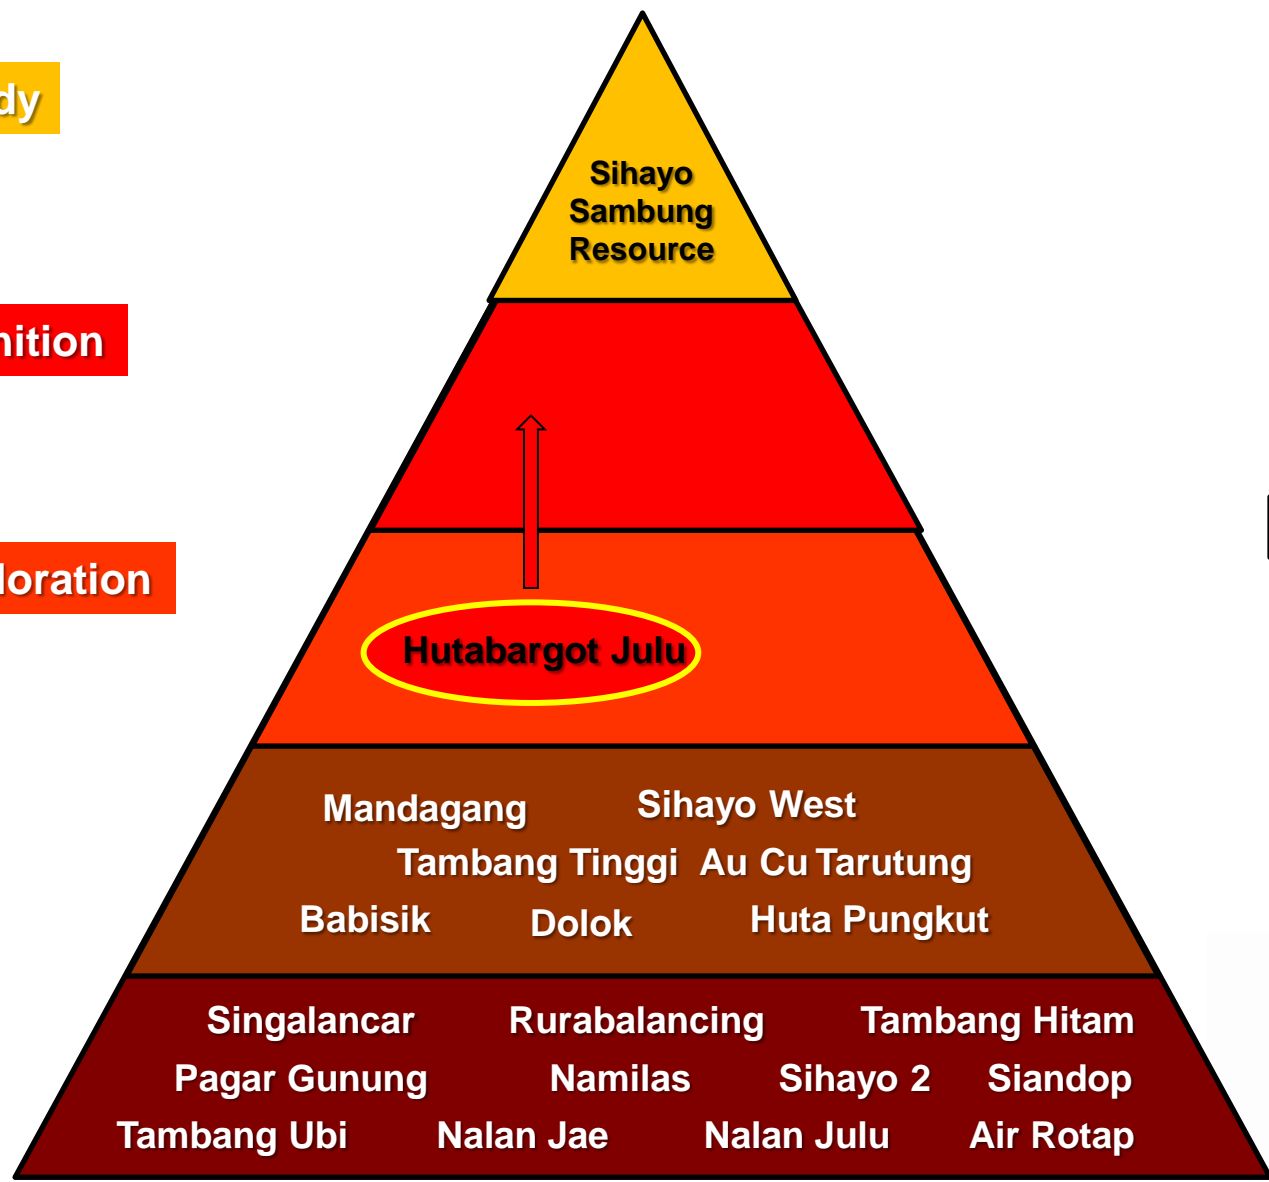 dy
Sihayo
Sambung
Resource
nition
loration
Hutabargot Julu
Mandagang Sihayo West
Tambang Tinggi Au Cu Tarutung
Babisik Dolok Huta Pungkut
Singalancar Rurabalancing Tambang Hitam
Pagar Gunung Namilas Sihayo 2 Siandop
Tambang Ubi Nalan Jae Nalan Julu Air Rotap